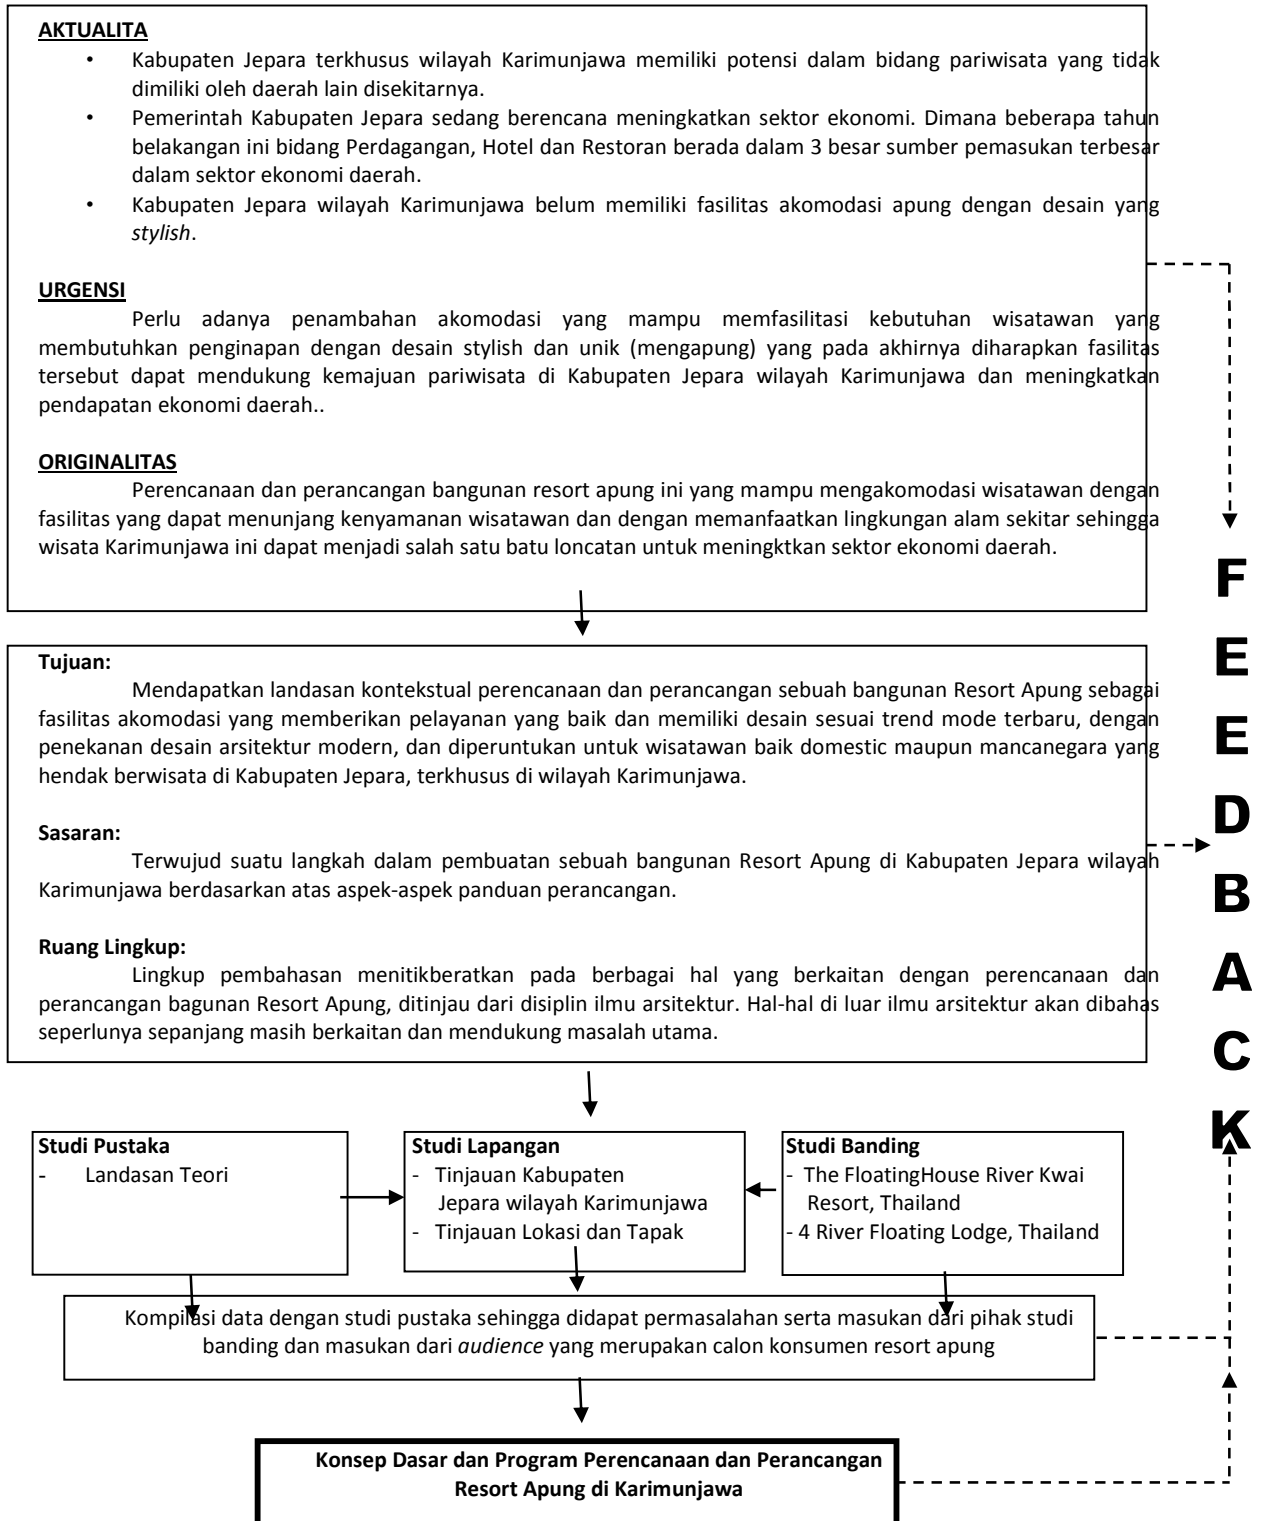 AKTUALITA
• Kabupaten Jepara terkhusus wilayah Karimunjawa memiliki potensi dalam bidang pariwisata yang tidak
dimiliki oleh daerah lain disekitarnya.
• Pemerintah Kabupaten Jepara sedang berencana meningkatkan sektor ekonomi. Dimana beberapa tahun
belakangan ini bidang Perdagangan, Hotel dan Restoran berada dalam 3 besar sumber pemasukan terbesar
dalam sektor ekonomi daerah.
• Kabupaten Jepara wilayah Karimunjawa belum memiliki fasilitas akomodasi apung dengan desain yang
stylish.
URGENSI
Perlu adanya penambahan akomodasi yang mampu memfasilitasi kebutuhan wisatawan yang
membutuhkan penginapan dengan desain stylish dan unik (mengapung) yang pada akhirnya diharapkan fasilitas
tersebut dapat mendukung kemajuan pariwisata di Kabupaten Jepara wilayah Karimunjawa dan meningkatkan
pendapatan ekonomi daerah..
ORIGINALITAS
Perencanaan dan perancangan bangunan resort apung ini yang mampu mengakomodasi wisatawan dengan
fasilitas yang dapat menunjang kenyamanan wisatawan dan dengan memanfaatkan lingkungan alam sekitar sehingga
wisata Karimunjawa ini dapat menjadi salah satu batu loncatan untuk meningktkan sektor ekonomi daerah.
Tujuan:
Mendapatkan landasan kontekstual perencanaan dan perancangan sebuah bangunan Resort Apung sebagai
fasilitas akomodasi yang memberikan pelayanan yang baik dan memiliki desain sesuai trend mode terbaru, dengan
penekanan desain arsitektur modern, dan diperuntukan untuk wisatawan baik domestic maupun mancanegara yang
hendak berwisata di Kabupaten Jepara, terkhusus di wilayah Karimunjawa.
Sasaran:
Terwujud suatu langkah dalam pembuatan sebuah bangunan Resort Apung di Kabupaten Jepara wilayah
Karimunjawa berdasarkan atas aspek-aspek panduan perancangan.
Ruang Lingkup:
Lingkup pembahasan menitikberatkan pada berbagai hal yang berkaitan dengan perencanaan dan
perancangan bagunan Resort Apung, ditinjau dari disiplin ilmu arsitektur. Hal-hal di luar ilmu arsitektur akan dibahas
seperlunya sepanjang masih berkaitan dan mendukung masalah utama.
Studi Pustaka
- Landasan Teori
Studi Lapangan
- Tinjauan Kabupaten
Jepara wilayah Karimunjawa
- Tinjauan Lokasi dan Tapak
Studi Banding
- The FloatingHouse River Kwai
Resort, Thailand
- 4 River Floating Lodge, Thailand
Kompilasi data dengan studi pustaka sehingga didapat permasalahan serta masukan dari pihak studi
banding dan masukan dari audience yang merupakan calon konsumen resort apung
Konsep Dasar dan Program Perencanaan dan Perancangan
Resort Apung di Karimunjawa
F
E
E
D
B
A
C
K